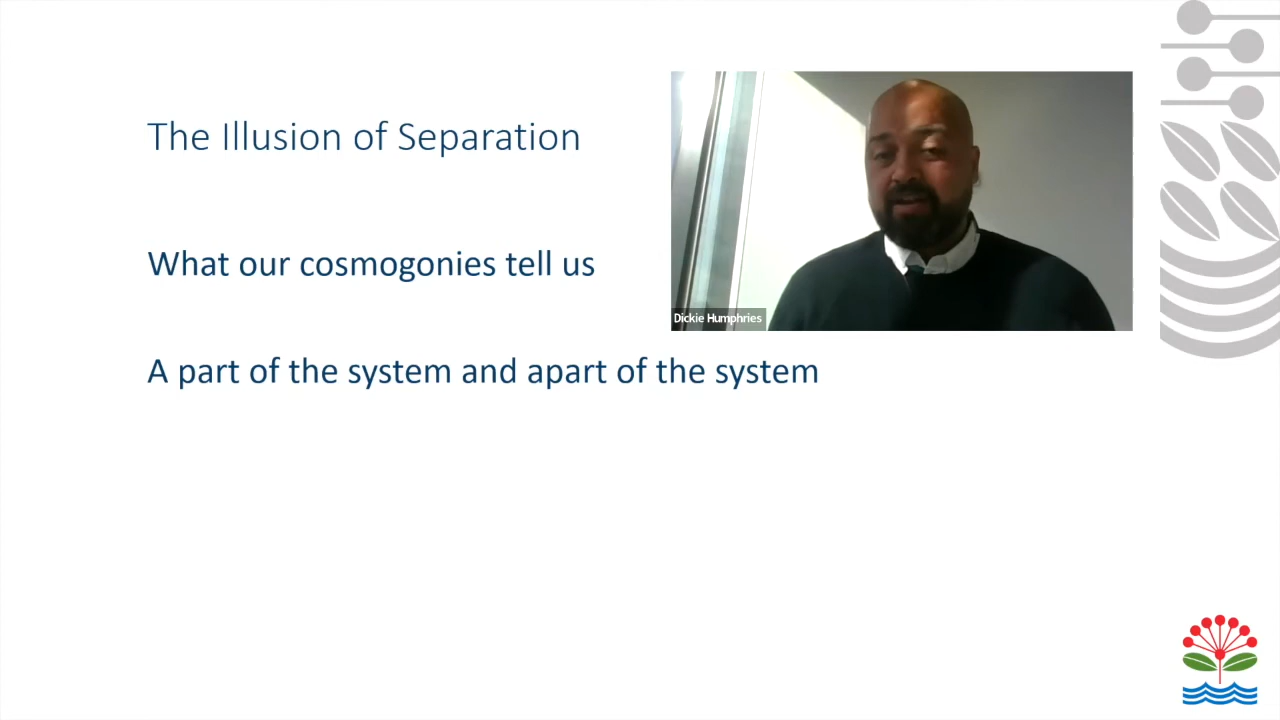 The Illusion of Separation
What our cosmogonies tell us
Dickie Humphries
A part of the system and apart of the system